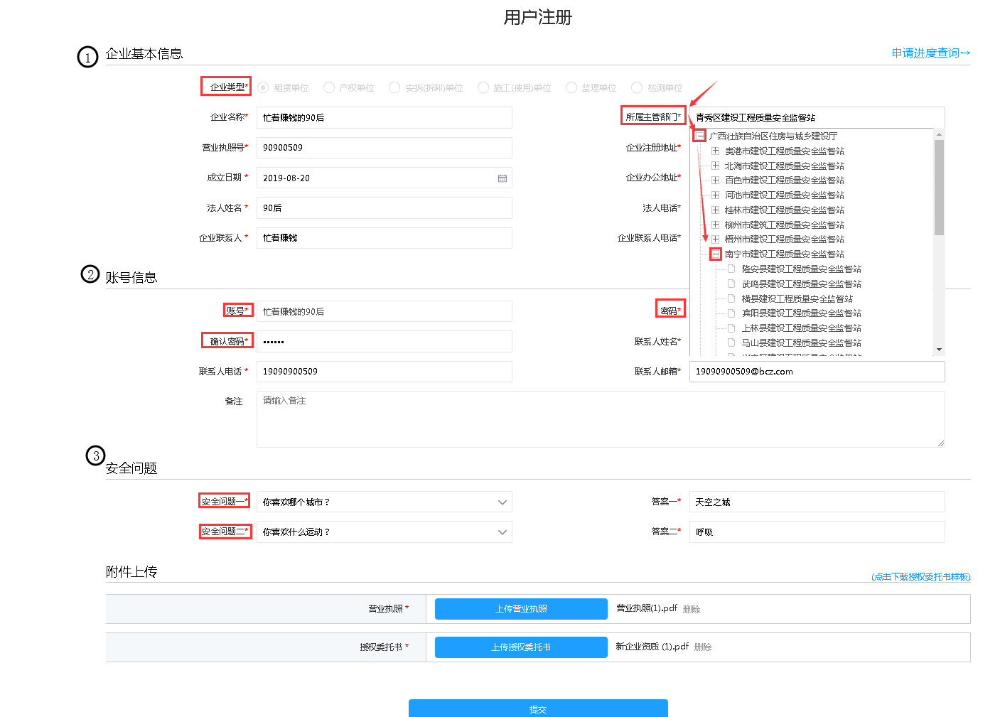 用户注册
① 企业基本信息 申请进度查询→
企业类型* 租赁单位 产权单位 安拆(拆卸)单位 施工(使用)单位 监理单位 检测单位
企业名称* 忙着赚钱的90后 所属主管部门* 青秀区建设工程质量安全监督站
广西壮族自治区住房与城乡建设厅
营业执照号* 90900509 企业注册地址* 贵港市建设工程质量安全监督站
北海市建设工程质量安全监督站
成立日期 * 2019-08-20 企业办公地址* 百色市建设工程质量安全监督站
河池市建设工程质量安全监督站
法人姓名 * 90后 法人电话* 桂林市建设工程质量安全监督站
柳州市建筑工程质量安全监督站
企业联系人 * 忙着赚钱 企业联系人电话* 梧州市建设工程质量安全监督站
南宁市建设工程质量安全监督站
隆安县建设工程质量安全监督站
② 账号信息
武鸣县建设工程质量安全监督站
横县建设工程质量安全监督站
账号* 忙着赚钱的90后 密码* 宾阳县建设工程质量安全监督站
上林县建设工程质量安全监督站
确认密码* •••••• 联系人姓名* 马山县建设工程质量安全监督站
联系人电话 * 19090900509 联系人邮箱* 19090900509@bcz.com
备注 请输入备注
③ 安全问题
安全问题一* 你喜欢哪个城市？ 答案一* 天空之城
安全问题二* 你喜欢什么运动？ 答案二* 呼吸
附件上传 (点击下载授权委托书样板)
营业执照 * 上传营业执照 营业执照(1).pdf 删除
授权委托书 * 上传授权委托书 新企业资质 (1).pdf 删除
提交